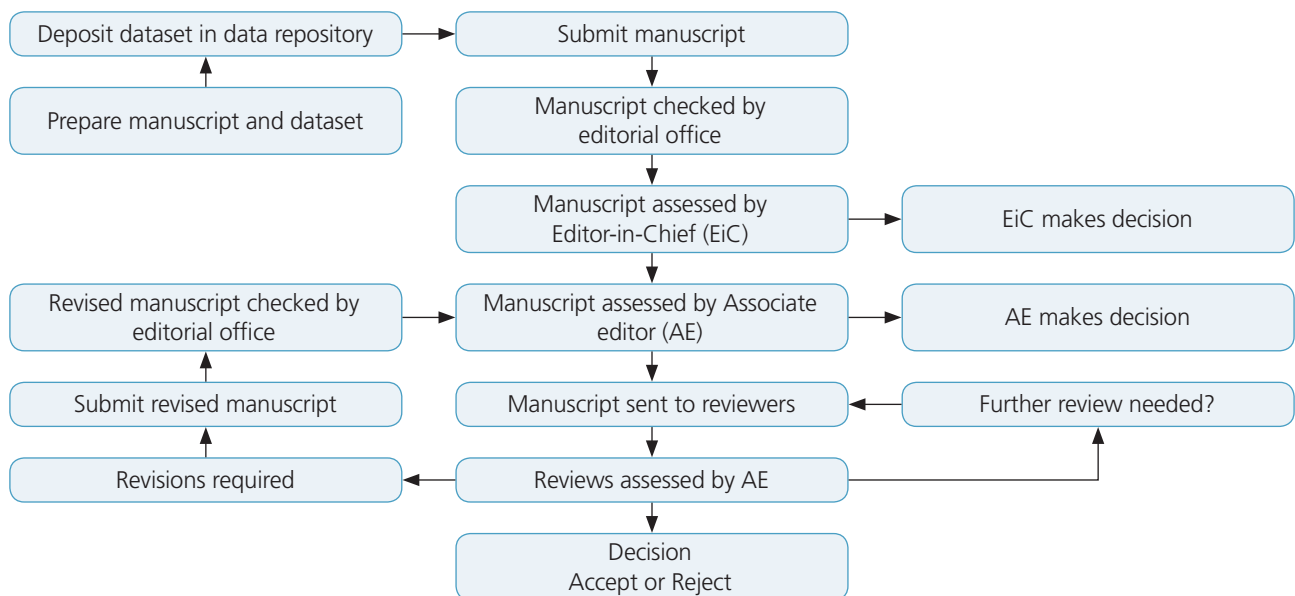 Deposit dataset in data repository
Submit manuscript
Prepare manuscript and dataset
Manuscript checked by
editorial office
Manuscript assessed by
Editor-in-Chief (EiC)
EiC makes decision
Revised manuscript checked by
editorial office
Manuscript assessed by Associate
editor (AE)
AE makes decision
Submit revised manuscript
Manuscript sent to reviewers
Further review needed?
Revisions required
Reviews assessed by AE
Decision
Accept or Reject